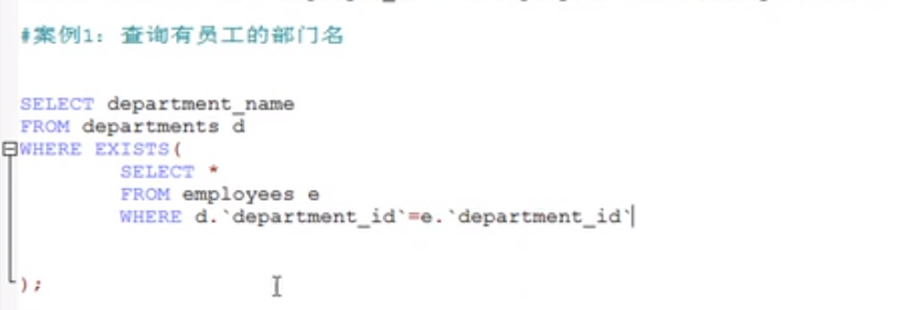 #案例1：查询有员工的部门名
SELECT department_name
FROM departments d
WHERE EXISTS(
SELECT *
FROM employees e
WHERE d.`department_id`=e.`department_id`
);